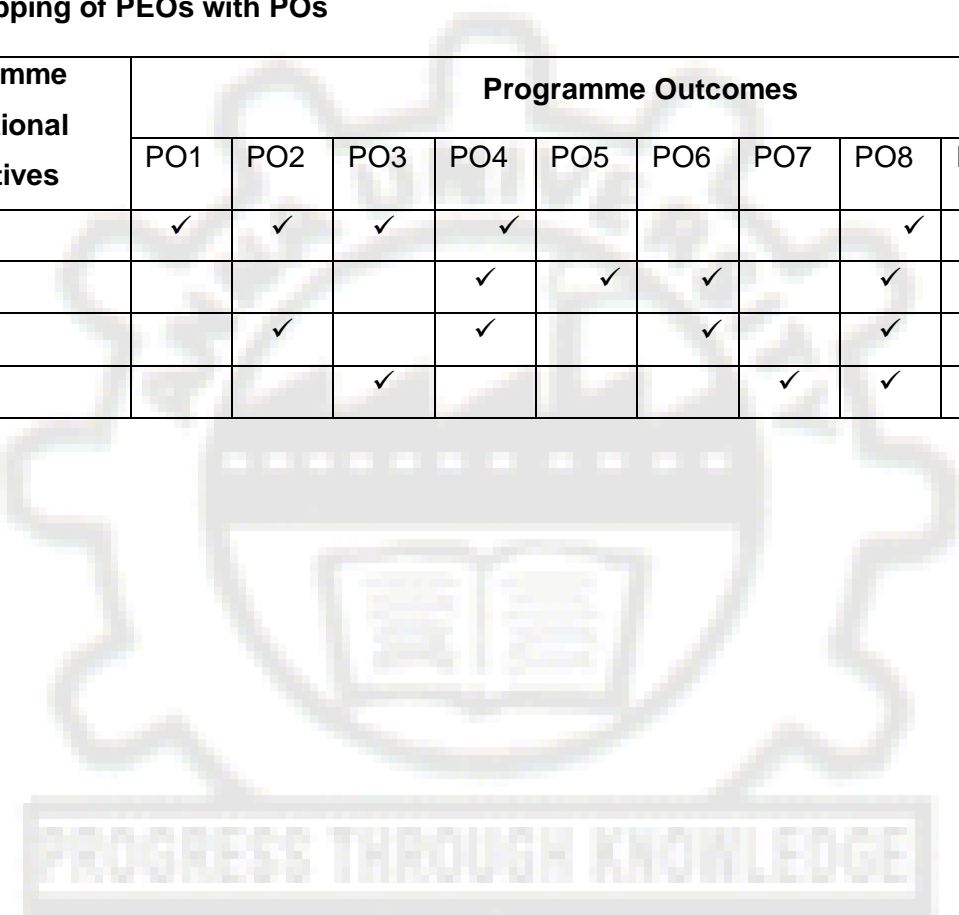 pping of PEOs with POs
mme
tional
tives
Programme Outcomes
PO1 PO2 PO3 PO4 PO5 PO6 PO7 PO8
✓ ✓ ✓ ✓ ✓
✓ ✓ ✓ ✓
✓ ✓ ✓ ✓
✓ ✓ ✓
PROGRESS THROUGH KNOWLEDGE